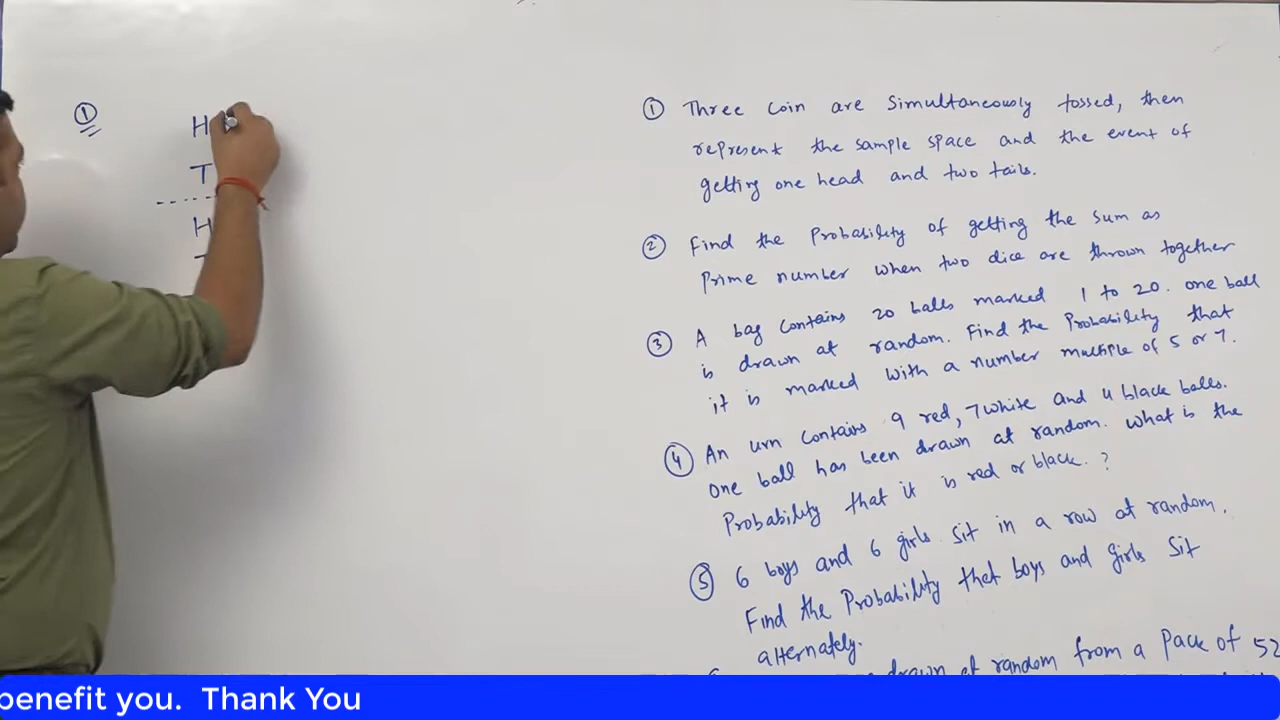 ①
H
T
H
① Three coin are simultaneously tossed, then
represent the sample space and the event of
getting one head and two tails.
② Find the Probability of getting the sum as
Prime number when two dice are thrown together
③ A bag contains 20 balls marked 1 to 20. one ball
is drawn at random. Find the Probability that
it is marked with a number multiple of 5 or 7.
④ An urn contains 9 red, 7 white and 4 black balls.
one ball has been drawn at random. what is the
Probability that it is red or black.?
⑤ 6 boys and 6 girls sit in a row at random.
Find the Probability that boys and girls sit
alternately.
drawn at random from a Pack of 52
benefit you. Thank You